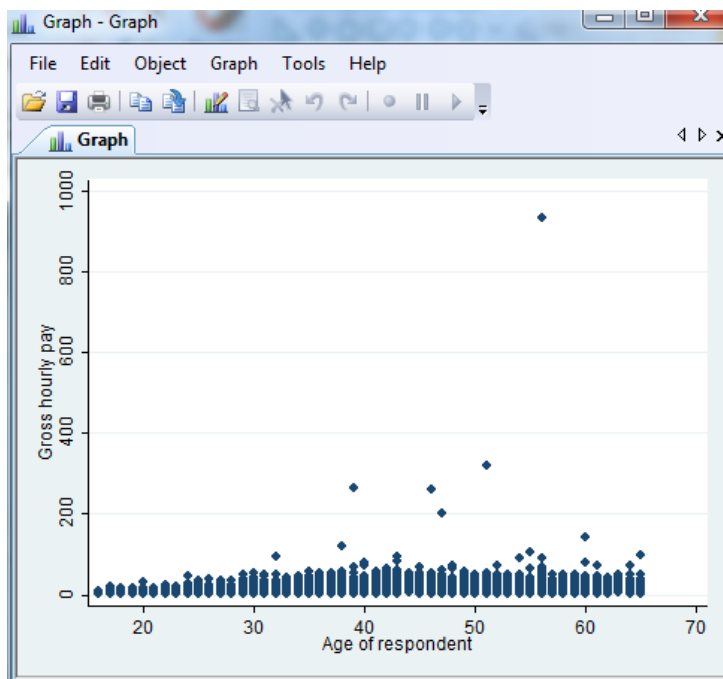 Graph - Graph
File Edit Object Graph Tools Help
Graph
1000
800
600
400
200
0
Gross hourly pay
20 30 40 50 60 70
Age of respondent